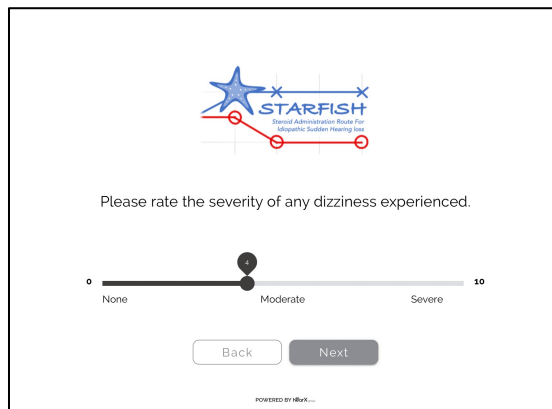 STARFISH
Steroid Administration Route For
Idiopathic Sudden Hearing loss
Please rate the severity of any dizziness experienced.
4
0 10
None Moderate Severe
Back Next
POWERED BY